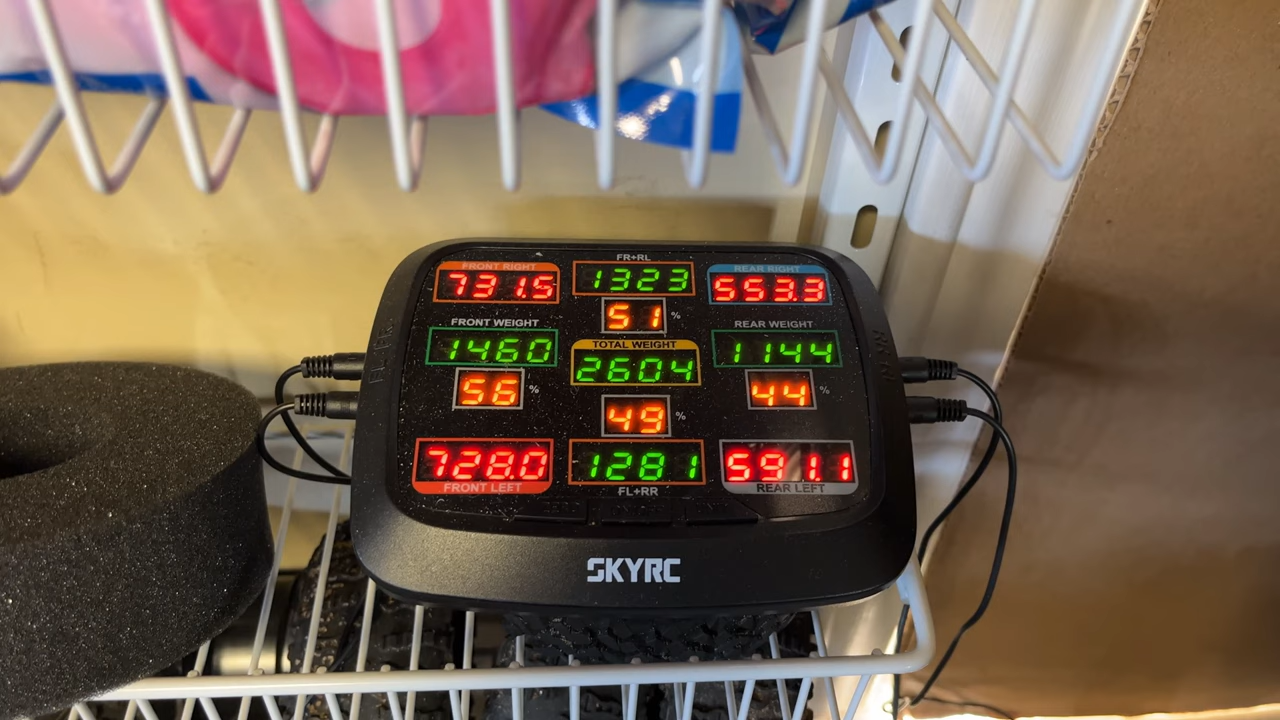 FRONT RIGHT
731.5
FR+RL
1323
51 %
REAR RIGHT
553.3
FRONT WEIGHT
1460
56 %
TOTAL WEIGHT
2604
REAR WEIGHT
1144
44 %
49 %
728.0
FRONT LEFT
1281
FL+RR
591.1
REAR LEFT
SKYRC